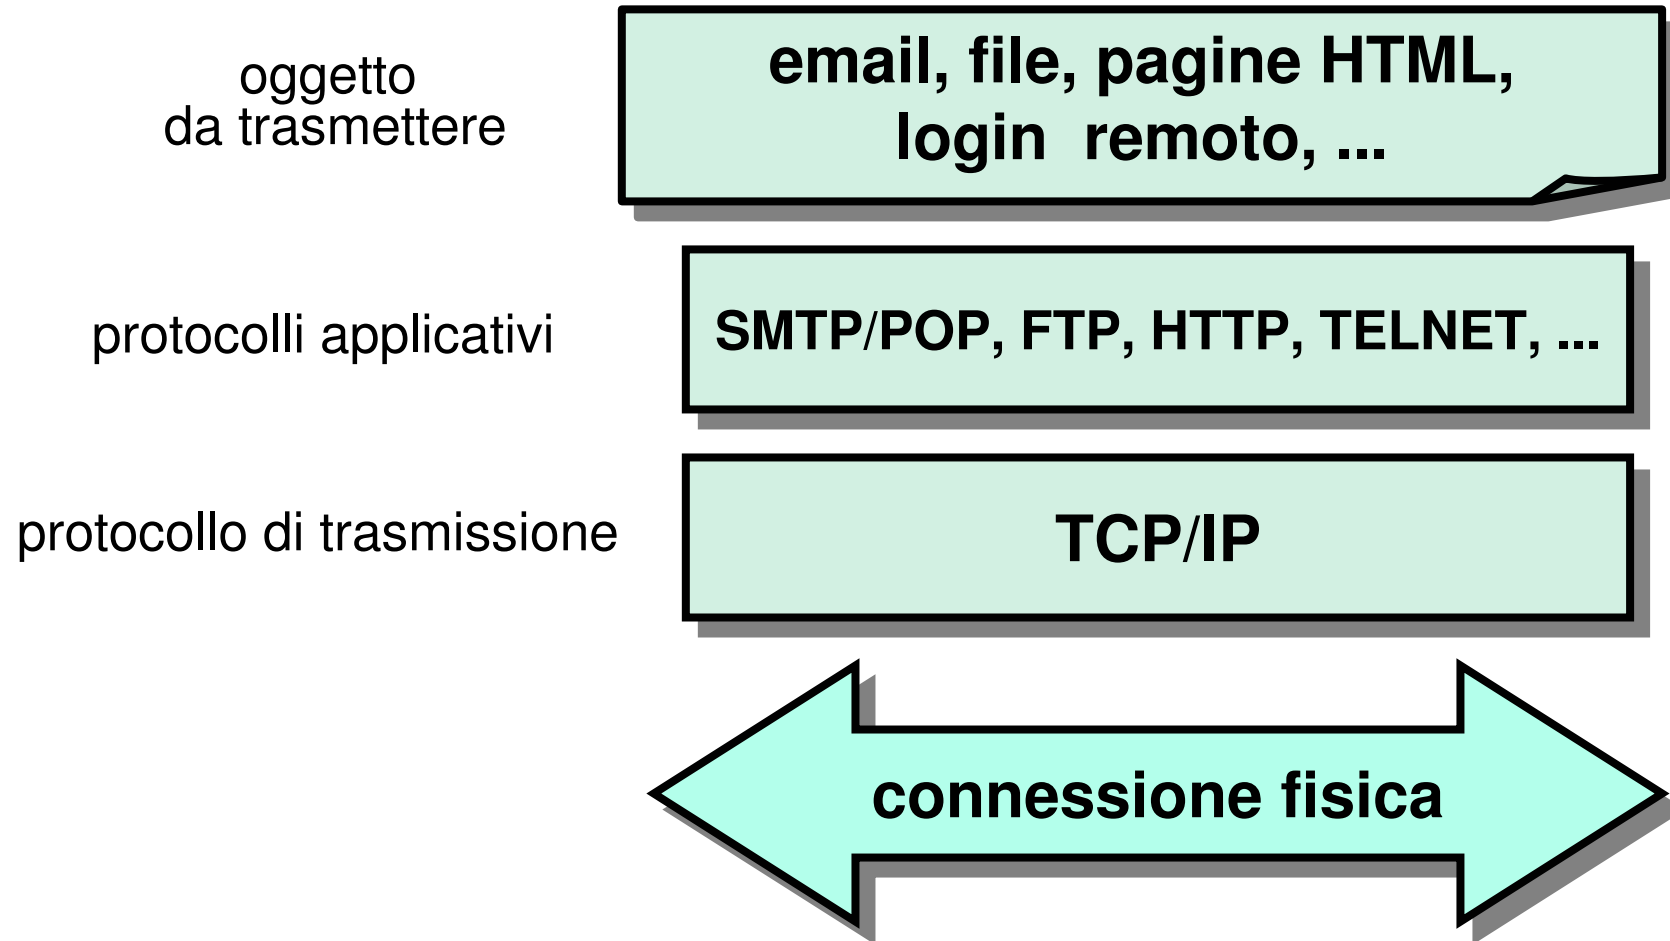 oggetto
da trasmettere
email, file, pagine HTML,
login remoto, ...
protocolli applicativi
SMTP/POP, FTP, HTTP, TELNET, ...
protocollo di trasmissione
TCP/IP
connessione fisica